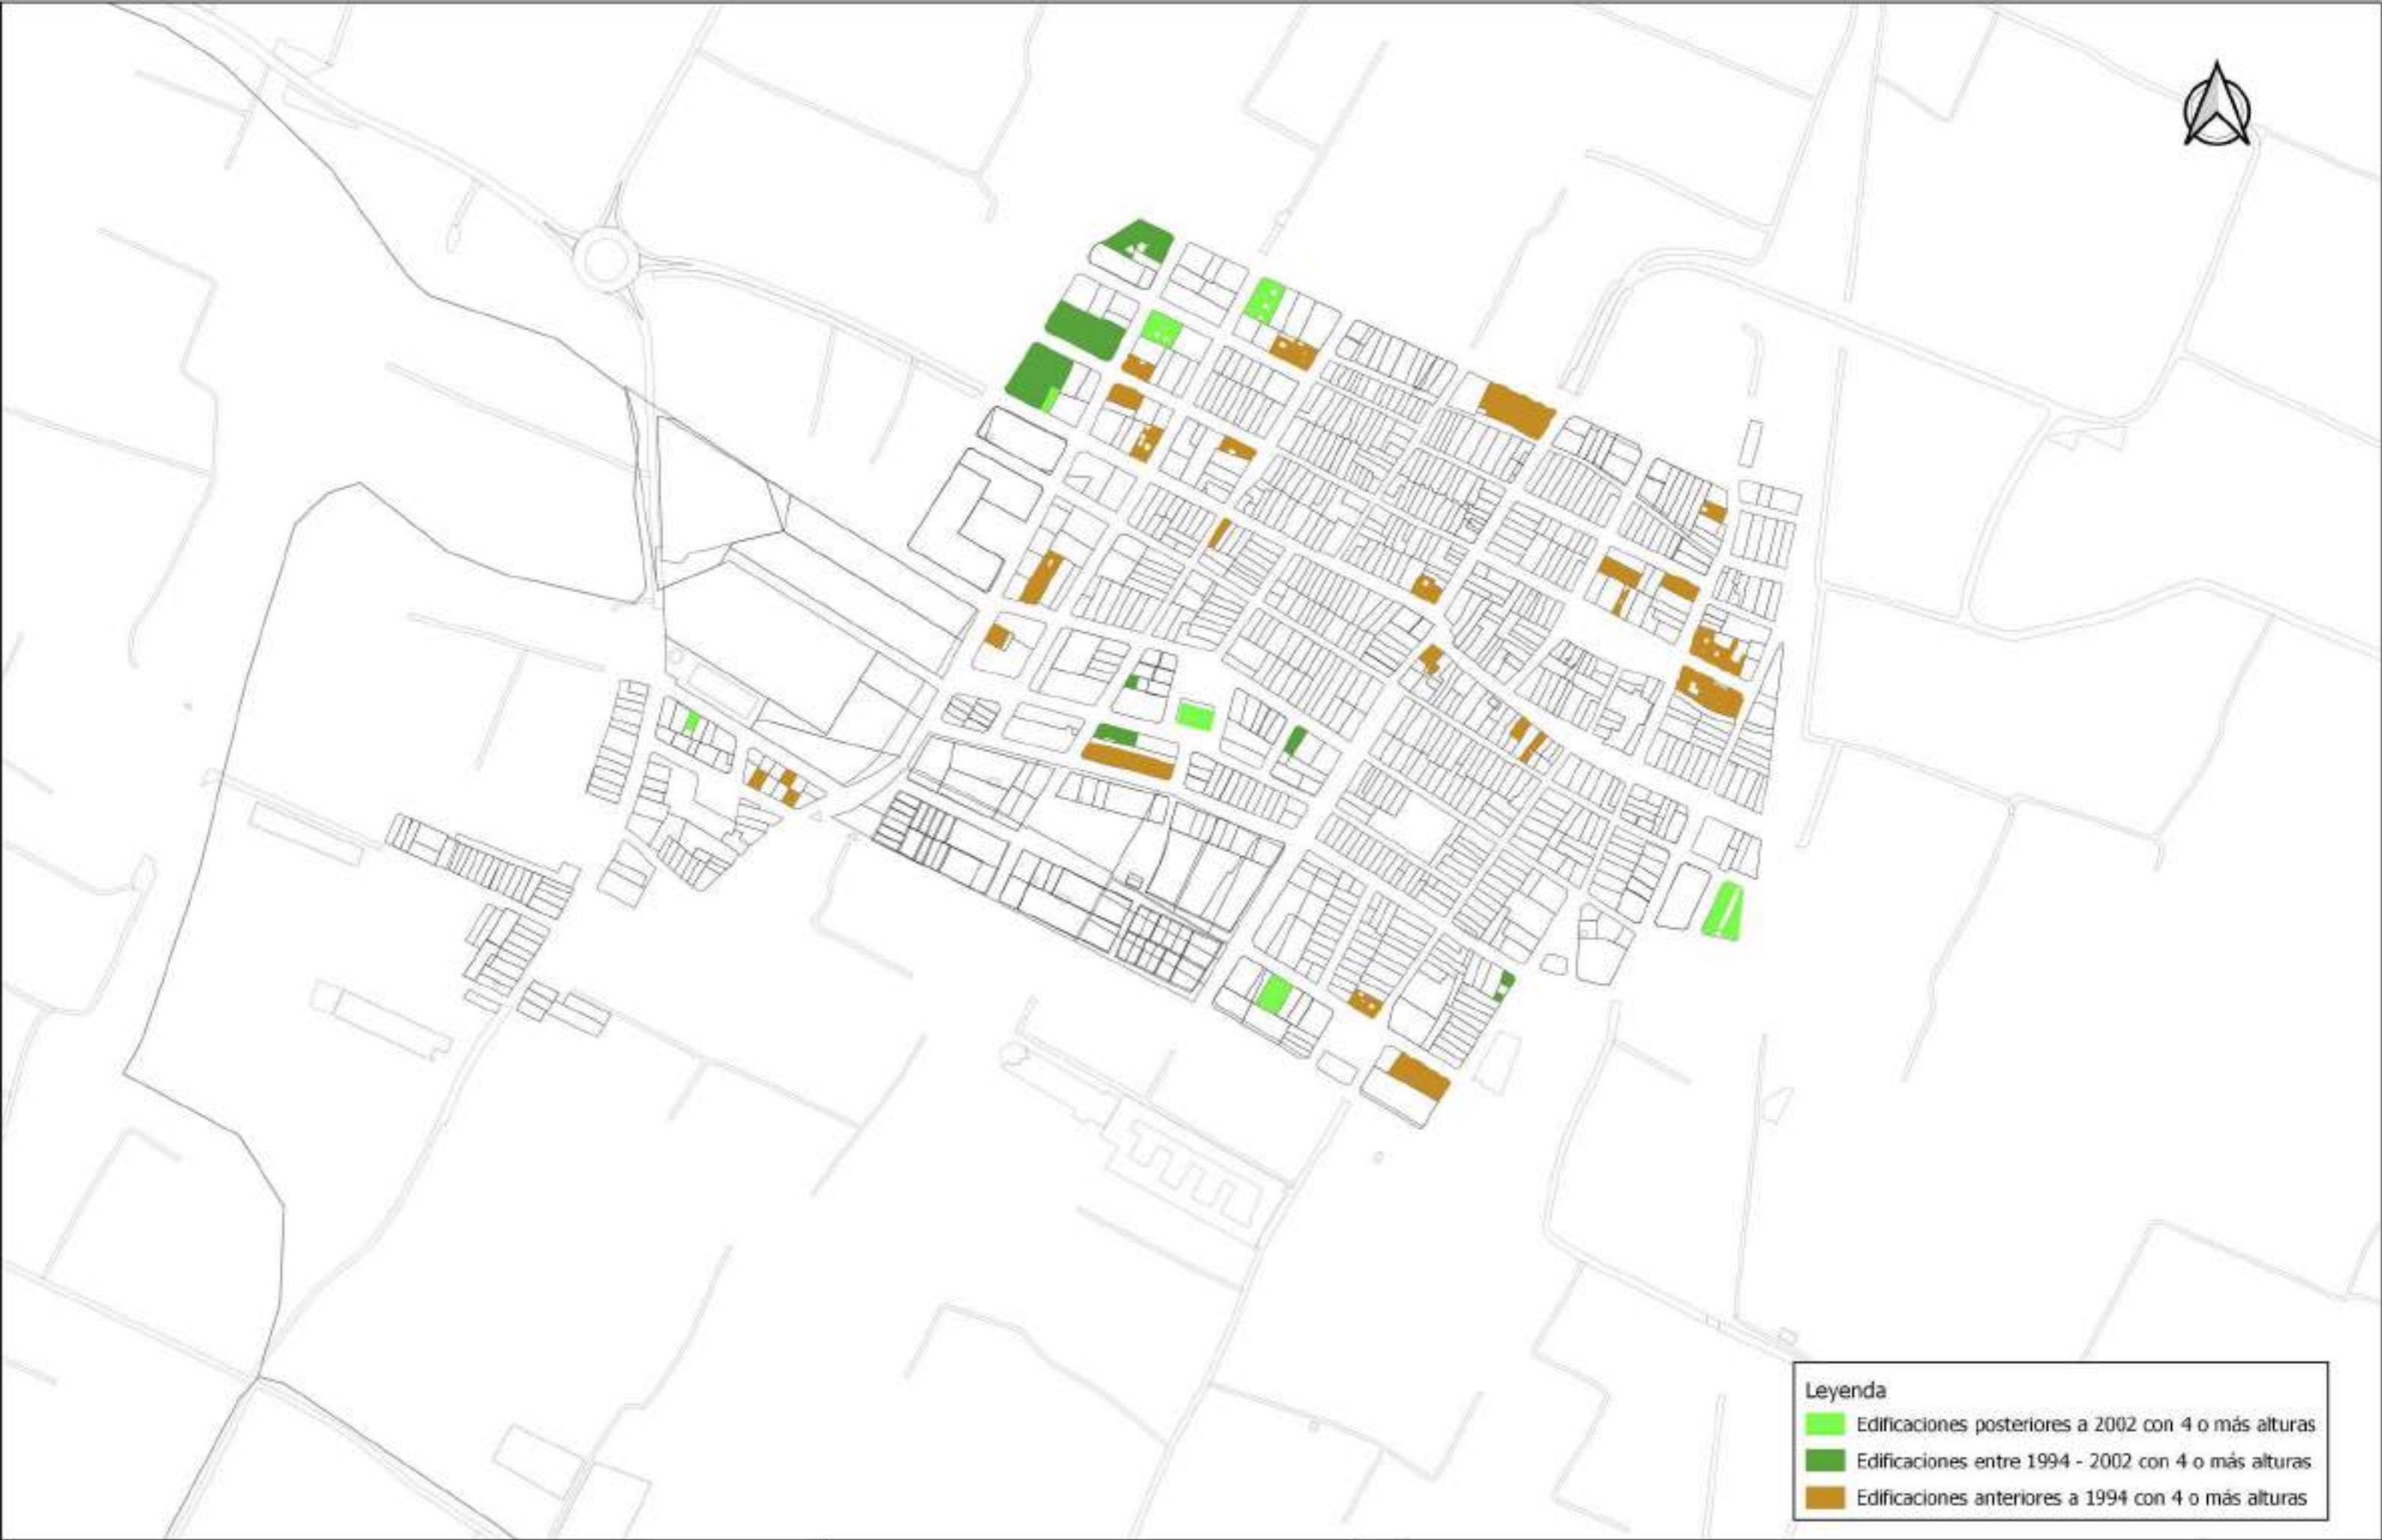 Leyenda
Edificaciones posteriores a 2002 con 4 o más alturas
Edificaciones entre 1994 - 2002 con 4 o más alturas
Edificaciones anteriores a 1994 con 4 o más alturas